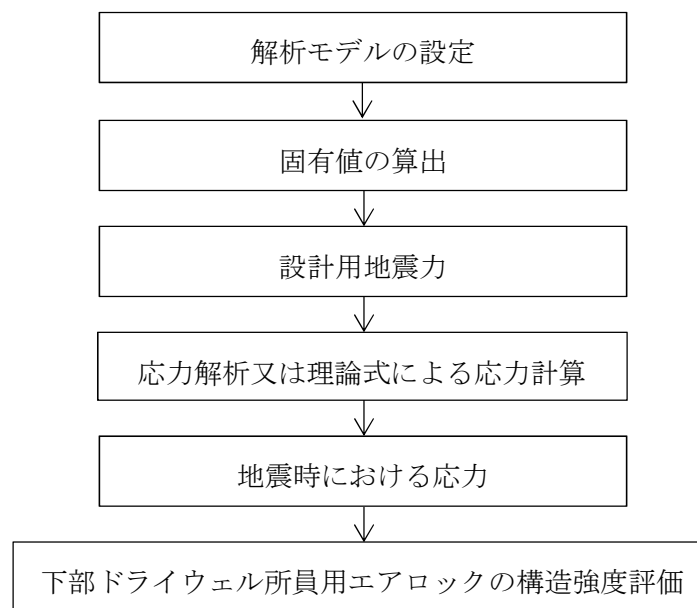 解析モデルの設定
固有値の算出
設計用地震力
応力解析又は理論式による応力計算
地震時における応力
下部ドライウェル所員用エアロックの構造強度評価